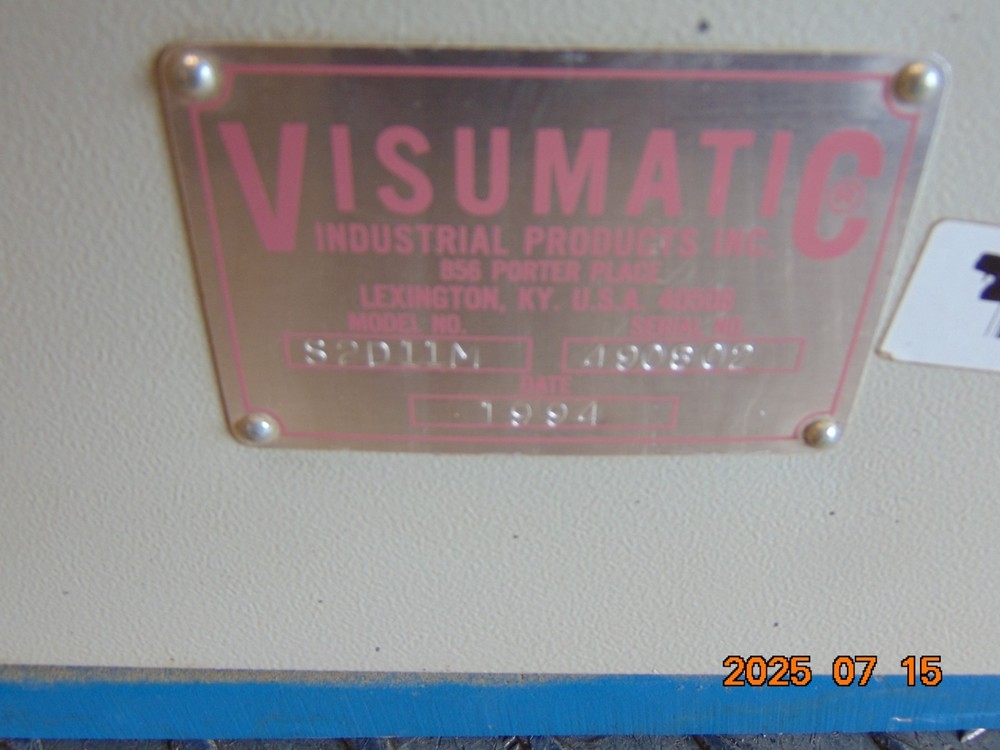 VISUMATIC
INDUSTRIAL PRODUCTS INC.
856 PORTER PLACE
LEXINGTON, KY. U.S.A. 40508
MODEL NO. SERIAL NO.
S2D11M 490802
DATE
1994
2025 07 15